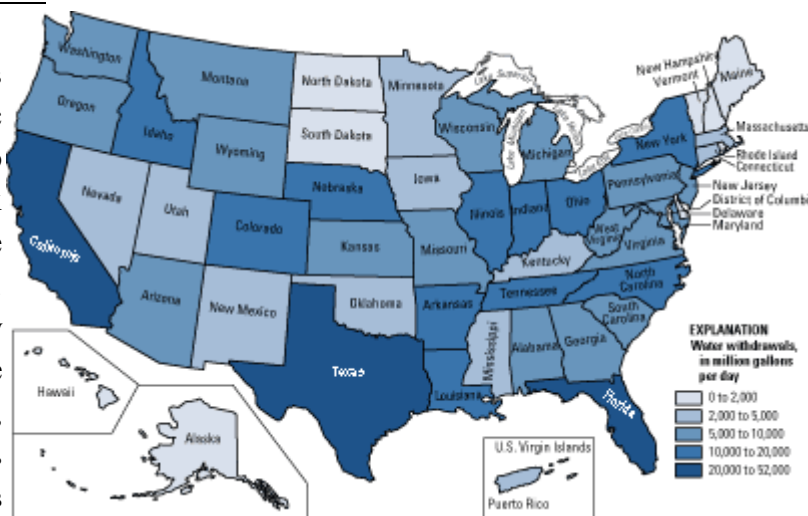 Washington
Montana
North Dakota
Minnesota
Lake Superior
New Hampshire
Vermont
Maine
Oregon
Idaho
Wyoming
South Dakota
Wisconsin
Lake Michigan
Michigan
New York
Massachusetts
Rhode Island
Connecticut
Nevada
Utah
Colorado
Nebraska
Iowa
Illinois
Indiana
Ohio
Pennsylvania
New Jersey
District of Columbi
Delaware
Maryland
California
Kansas
Missouri
Kentucky
West
Virginia
Virginia
Arizona
New Mexico
Oklahoma
Arkansas
Tennessee
North
Carolina
South
Carolina
Texas
Louisiana
Mississippi
Alabama
Georgia
Florida
Hawaii
Alaska
U.S. Virgin Islands
Puerto Rico
EXPLANATION
Water withdrawals,
in million gallons
per day
0 to 2,000
2,000 to 5,000
5,000 to 10,000
10,000 to 20,000
20,000 to 52,000